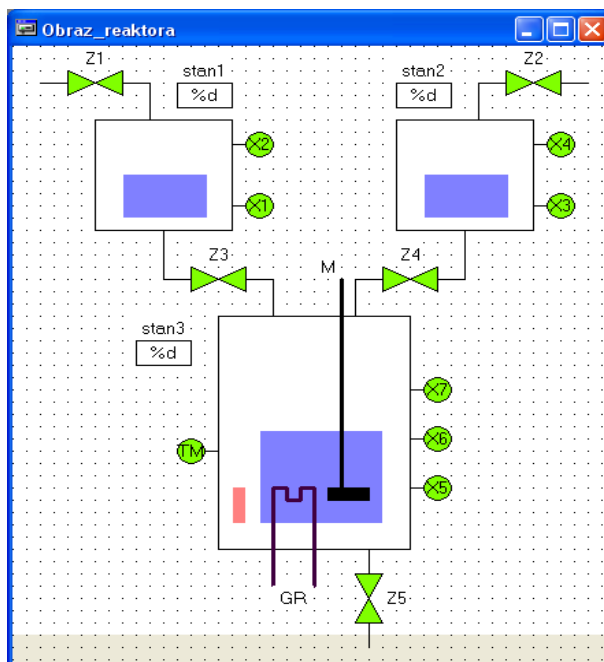 Obraz_reaktora
Z1
Z2
stan1
stan2
%d
%d
X2
X4
X1
X3
Z3
Z4
M
stan3
%d
X7
X6
TM
X5
GR
Z5